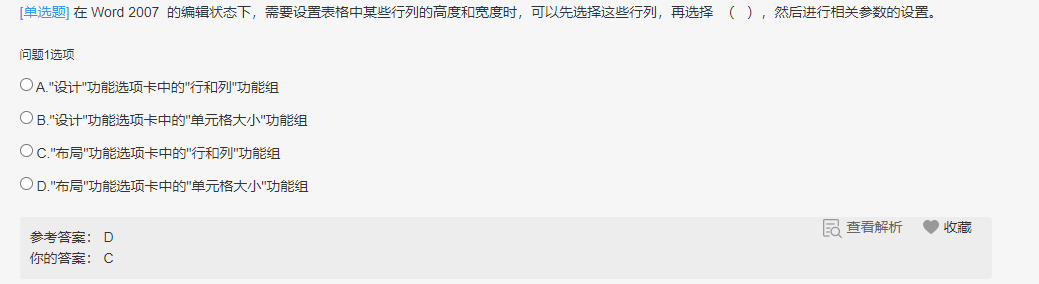 [单选题] 在 Word 2007 的编辑状态下，需要设置表格中某些行列的高度和宽度时，可以先选择这些行列，再选择 （ ），然后进行相关参数的设置。
问题1选项
A."设计"功能选项卡中的"行和列"功能组
B."设计"功能选项卡中的"单元格大小"功能组
C."布局"功能选项卡中的"行和列"功能组
D."布局"功能选项卡中的"单元格大小"功能组
查看解析 收藏
参考答案： D
你的答案： C